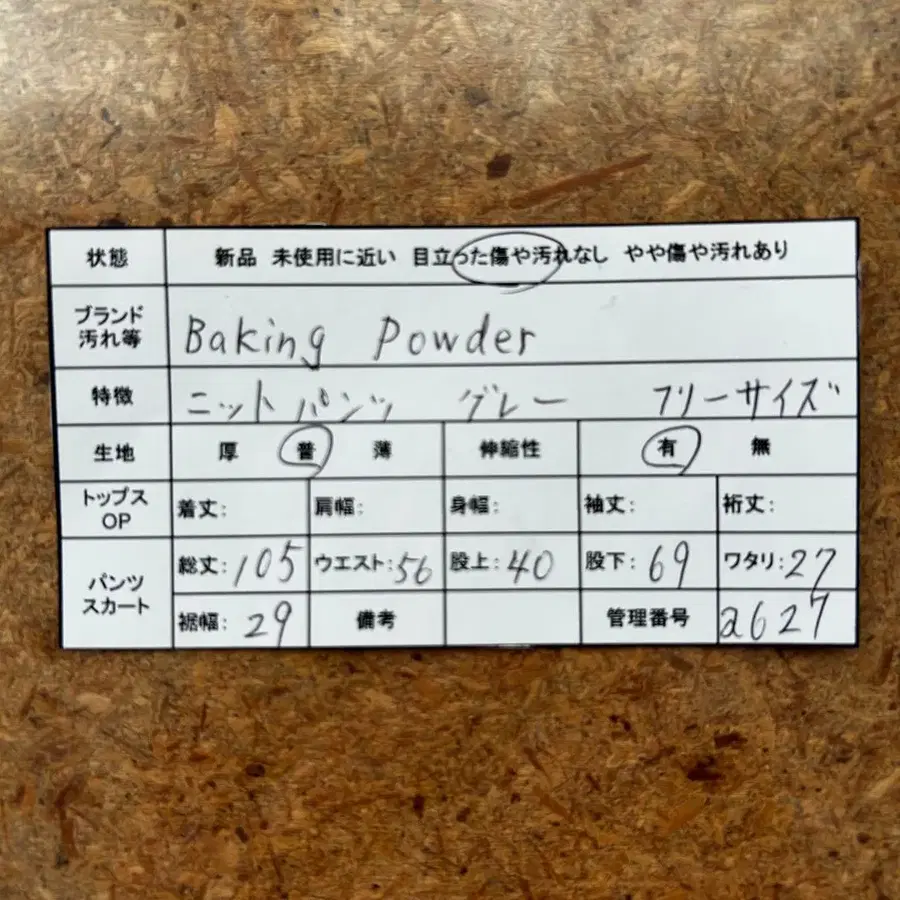 状態 新品 未使用に近い 目立った傷や汚れなし やや傷や汚れあり
ブランド
汚れ等 Baking Powder
特徴 ニットパンツ グレー フリーサイズ
生地 厚 普 薄 伸縮性 有 無
トップス
OP 着丈: 肩幅: 身幅: 袖丈: 裄丈:
パンツ
スカート 総丈:105 ウエスト:56 股上:40 股下:69 ワタリ:27
裾幅:29 備考 管理番号 a627